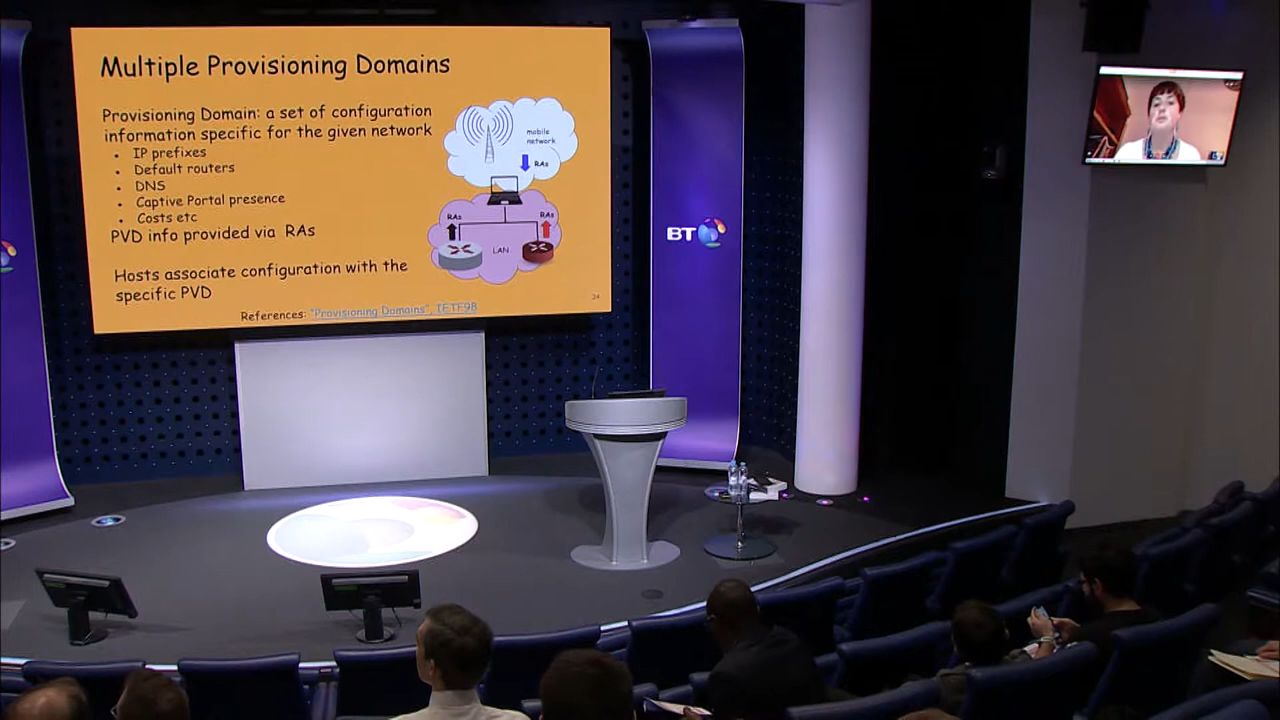 Multiple Provisioning Domains
Provisioning Domain: a set of configuration
information specific for the given network
• IP prefixes
• Default routers
• DNS
• Captive Portal presence
• Costs etc
PVD info provided via RAs
Hosts associate configuration with the
specific PVD
References: "Provisioning Domains", IETF98
mobile
network
RAs
RAs
RAs
LAN
34
BT